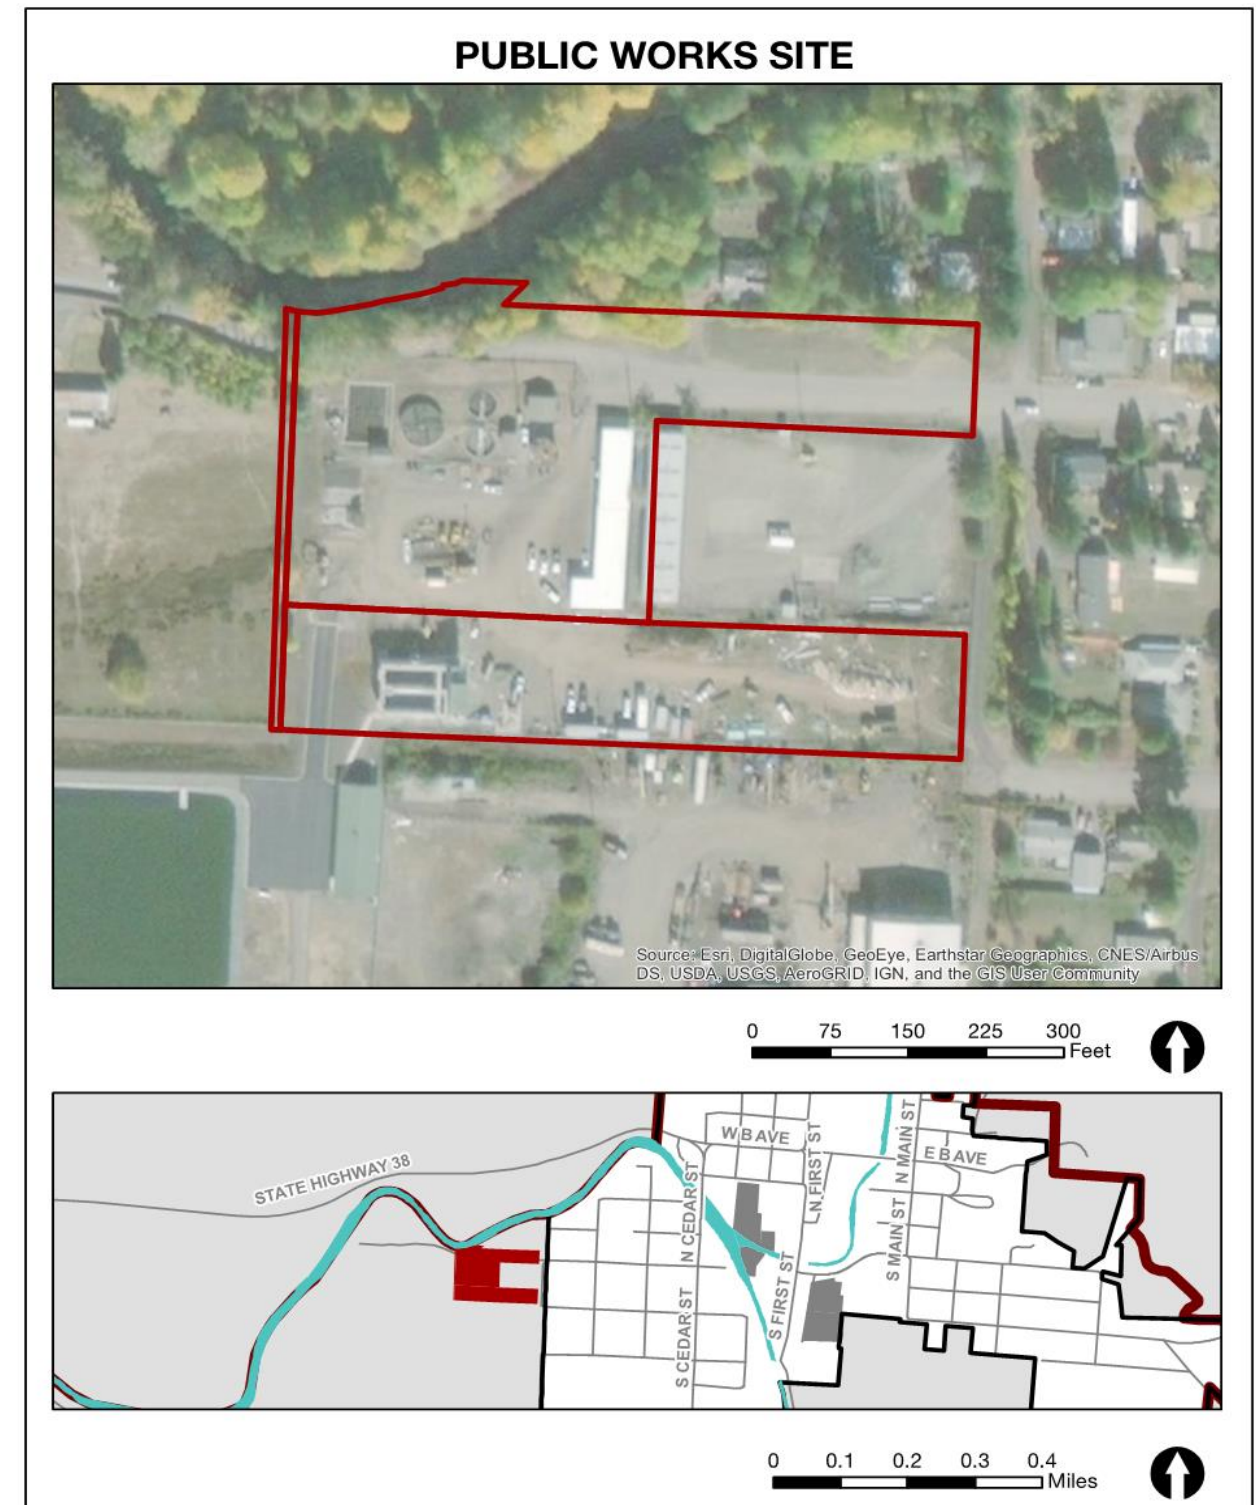 PUBLIC WORKS SITE
Source: Esri, DigitalGlobe, GeoEye, Earthstar Geographics, CNES/Airbus
DS, USDA, USGS, AeroGRID, IGN, and the GIS User Community
0 75 150 225 300
Feet
STATE HIGHWAY 38
W B AVE
N FIRST ST
N MAIN ST
E B AVE
N CEDAR ST
S MAIN ST
S FIRST ST
S CEDAR ST
0 0.1 0.2 0.3 0.4
Miles